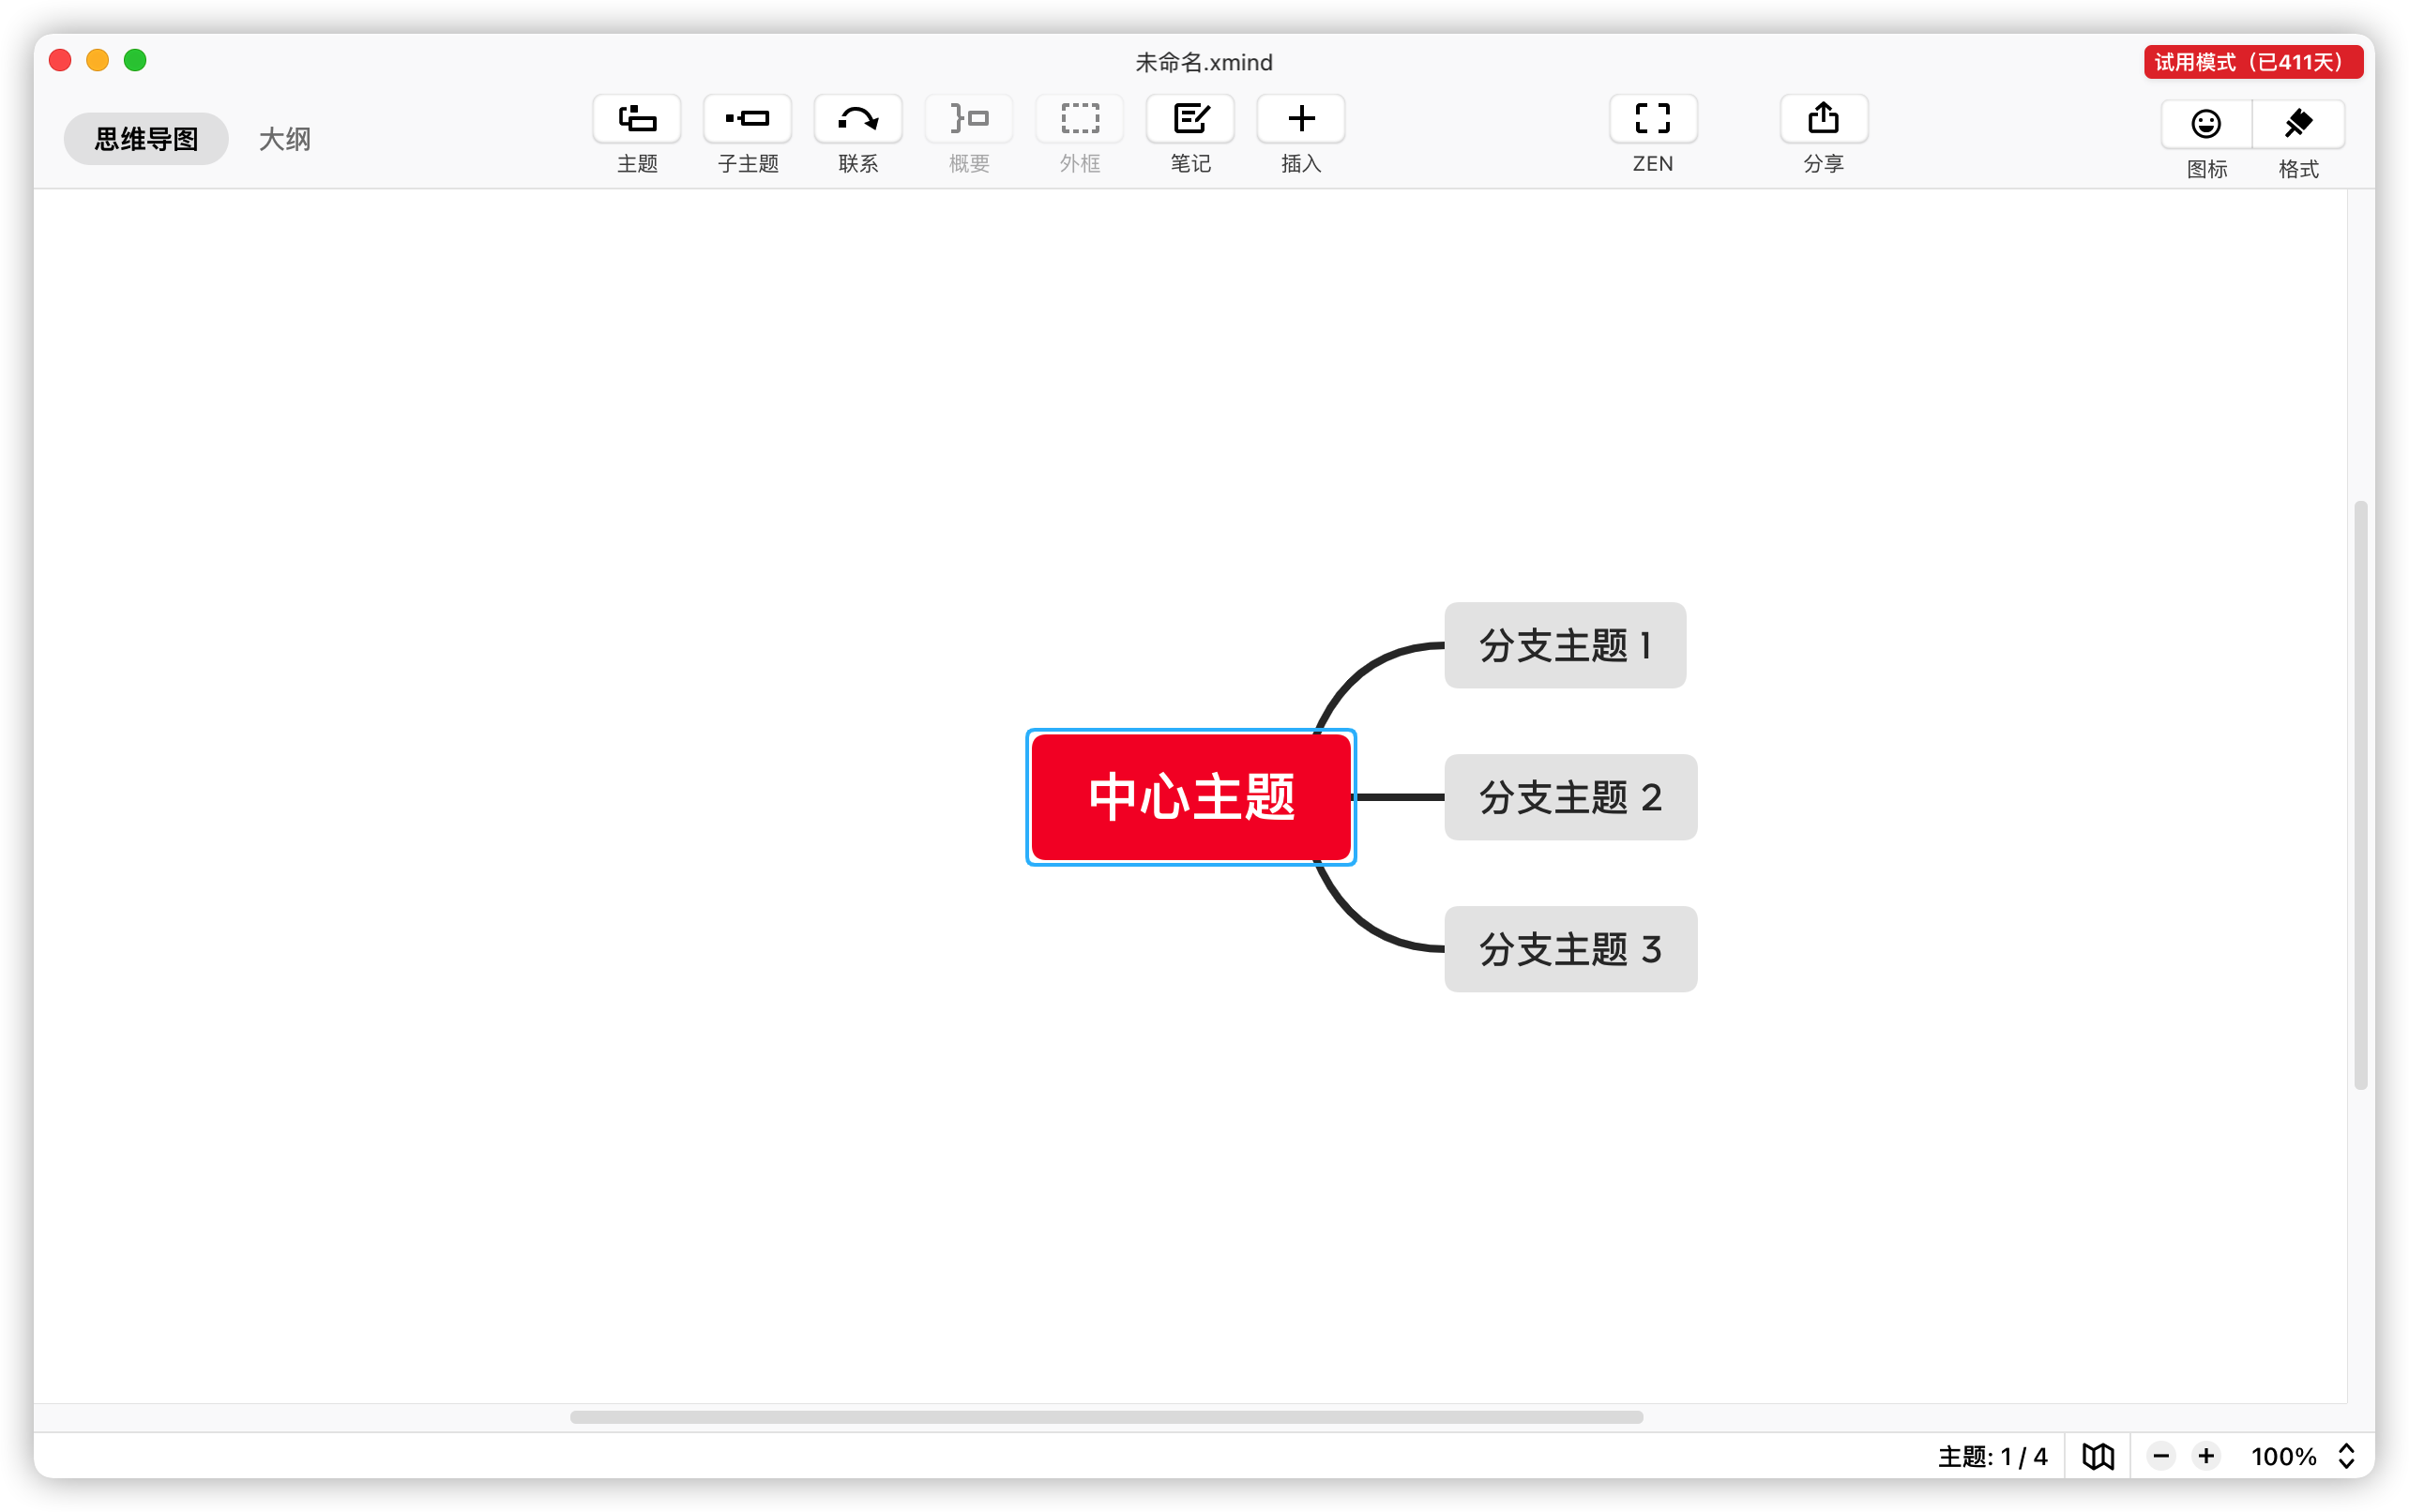 未命名.xmind
试用模式（已411天）
思维导图
大纲
主题
子主题
联系
概要
外框
笔记
插入
ZEN
分享
图标
格式
分支主题 1
中心主题
分支主题 2
分支主题 3
主题: 1 / 4
100%